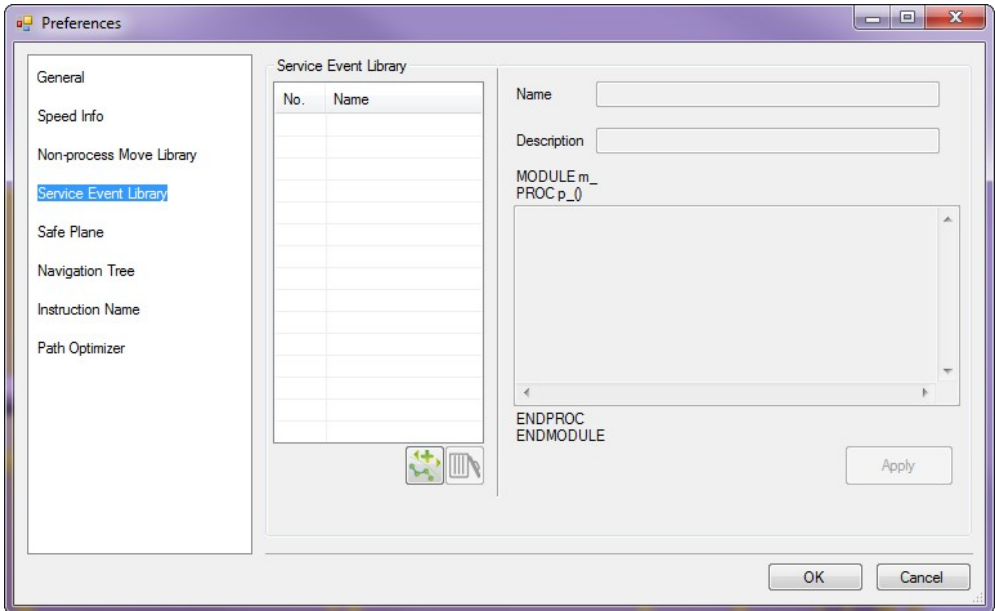 Preferences
General
Speed Info
Non-process Move Library
Service Event Library
Safe Plane
Navigation Tree
Instruction Name
Path Optimizer
Service Event Library
No. Name
Name
Description
MODULE m_
PROC p_()
ENDPROC
ENDMODULE
Apply
OK Cancel